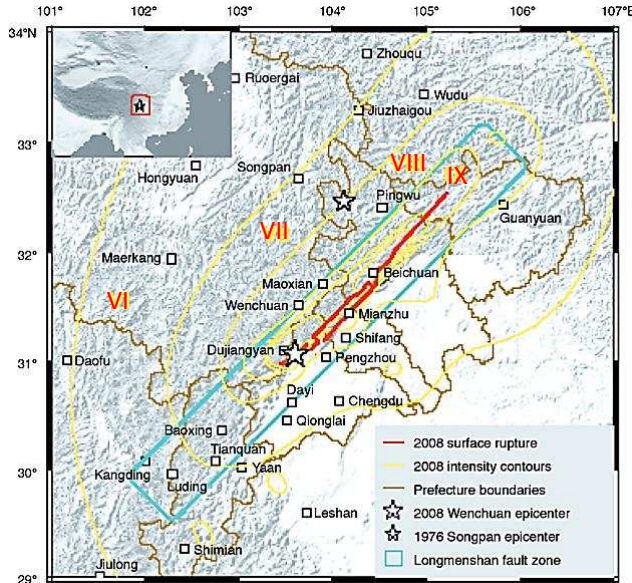 101° 102° 103° 104° 105° 106° 107°
34°N
Zhouqu
Ruoergai
Wudu
Jiuzhaigou
33°
VIII
Hongyuan
Songpan
IX
Pingwu
Guanyuan
VII
32°
Maerkang
Beichuan
Maoxian
VI
Wenchuan
Mianzhu
Shifang
Dujiangyan
31°
Daofu
Pengzhou
Dayi
Chengdu
Qionglai
Baoxing
Tianquan
30°
Kangding
Yaan
Luding
Leshan
Shimian
29°
Jiulong
2008 surface rupture
2008 intensity contours
Prefecture boundaries
2008 Wenchuan epicenter
1976 Songpan epicenter
Longmenshan fault zone